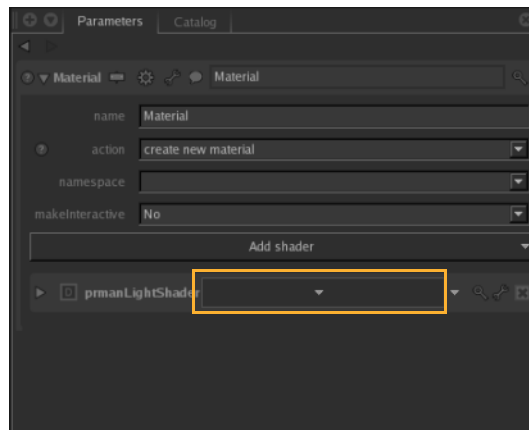 Parameters Catalog
Material Material
name Material
action create new material
namespace
makeInteractive No
Add shader
prmanLightShader